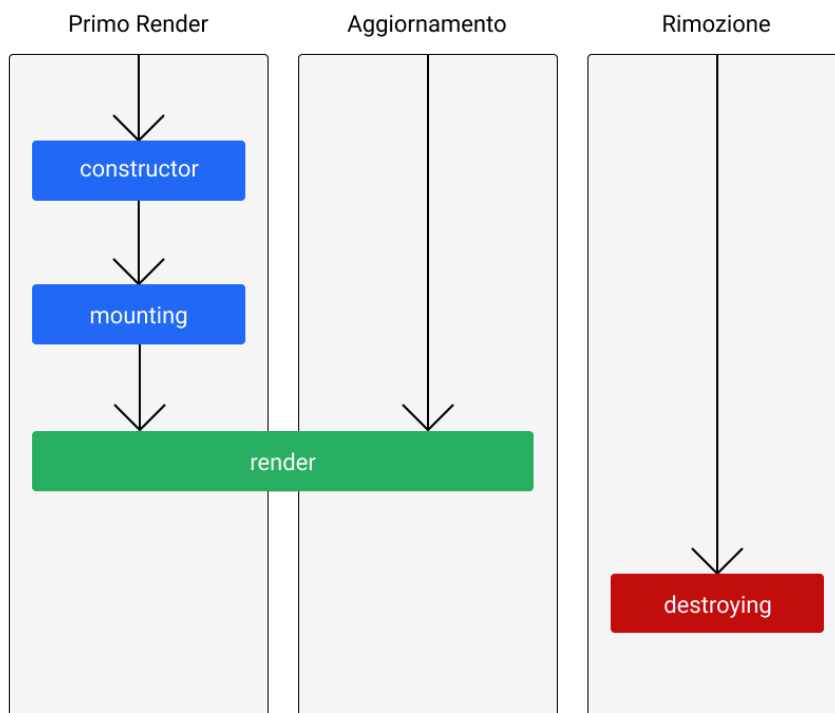 Primo Render
Aggiornamento
Rimozione
constructor
mounting
render
destroying